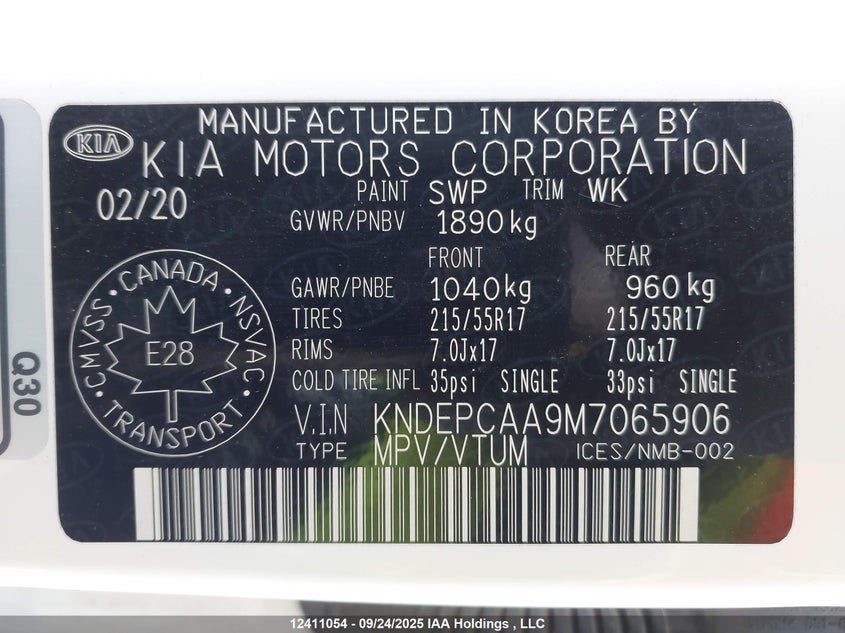 MANUFACTURED IN KOREA BY
KIA KIA MOTORS CORPORATION
02/20 PAINT SWP TRIM WK
GVWR/PNBV 1890kg
FRONT REAR
GAWR/PNBE 1040kg 960kg
TIRES 215/55R17 215/55R17
RIMS 7.0Jx17 7.0Jx17
COLD TIRE INFL 35psi SINGLE 33psi SINGLE
V.I.N KNDEPCAA9M7065906
TYPE MPV/VTUM ICES/NMB-002
CANADA
CMVSS NSVAC
E28
TRANSPORT
Q30
12411054 - 09/24/2025 IAA Holdings , LLC